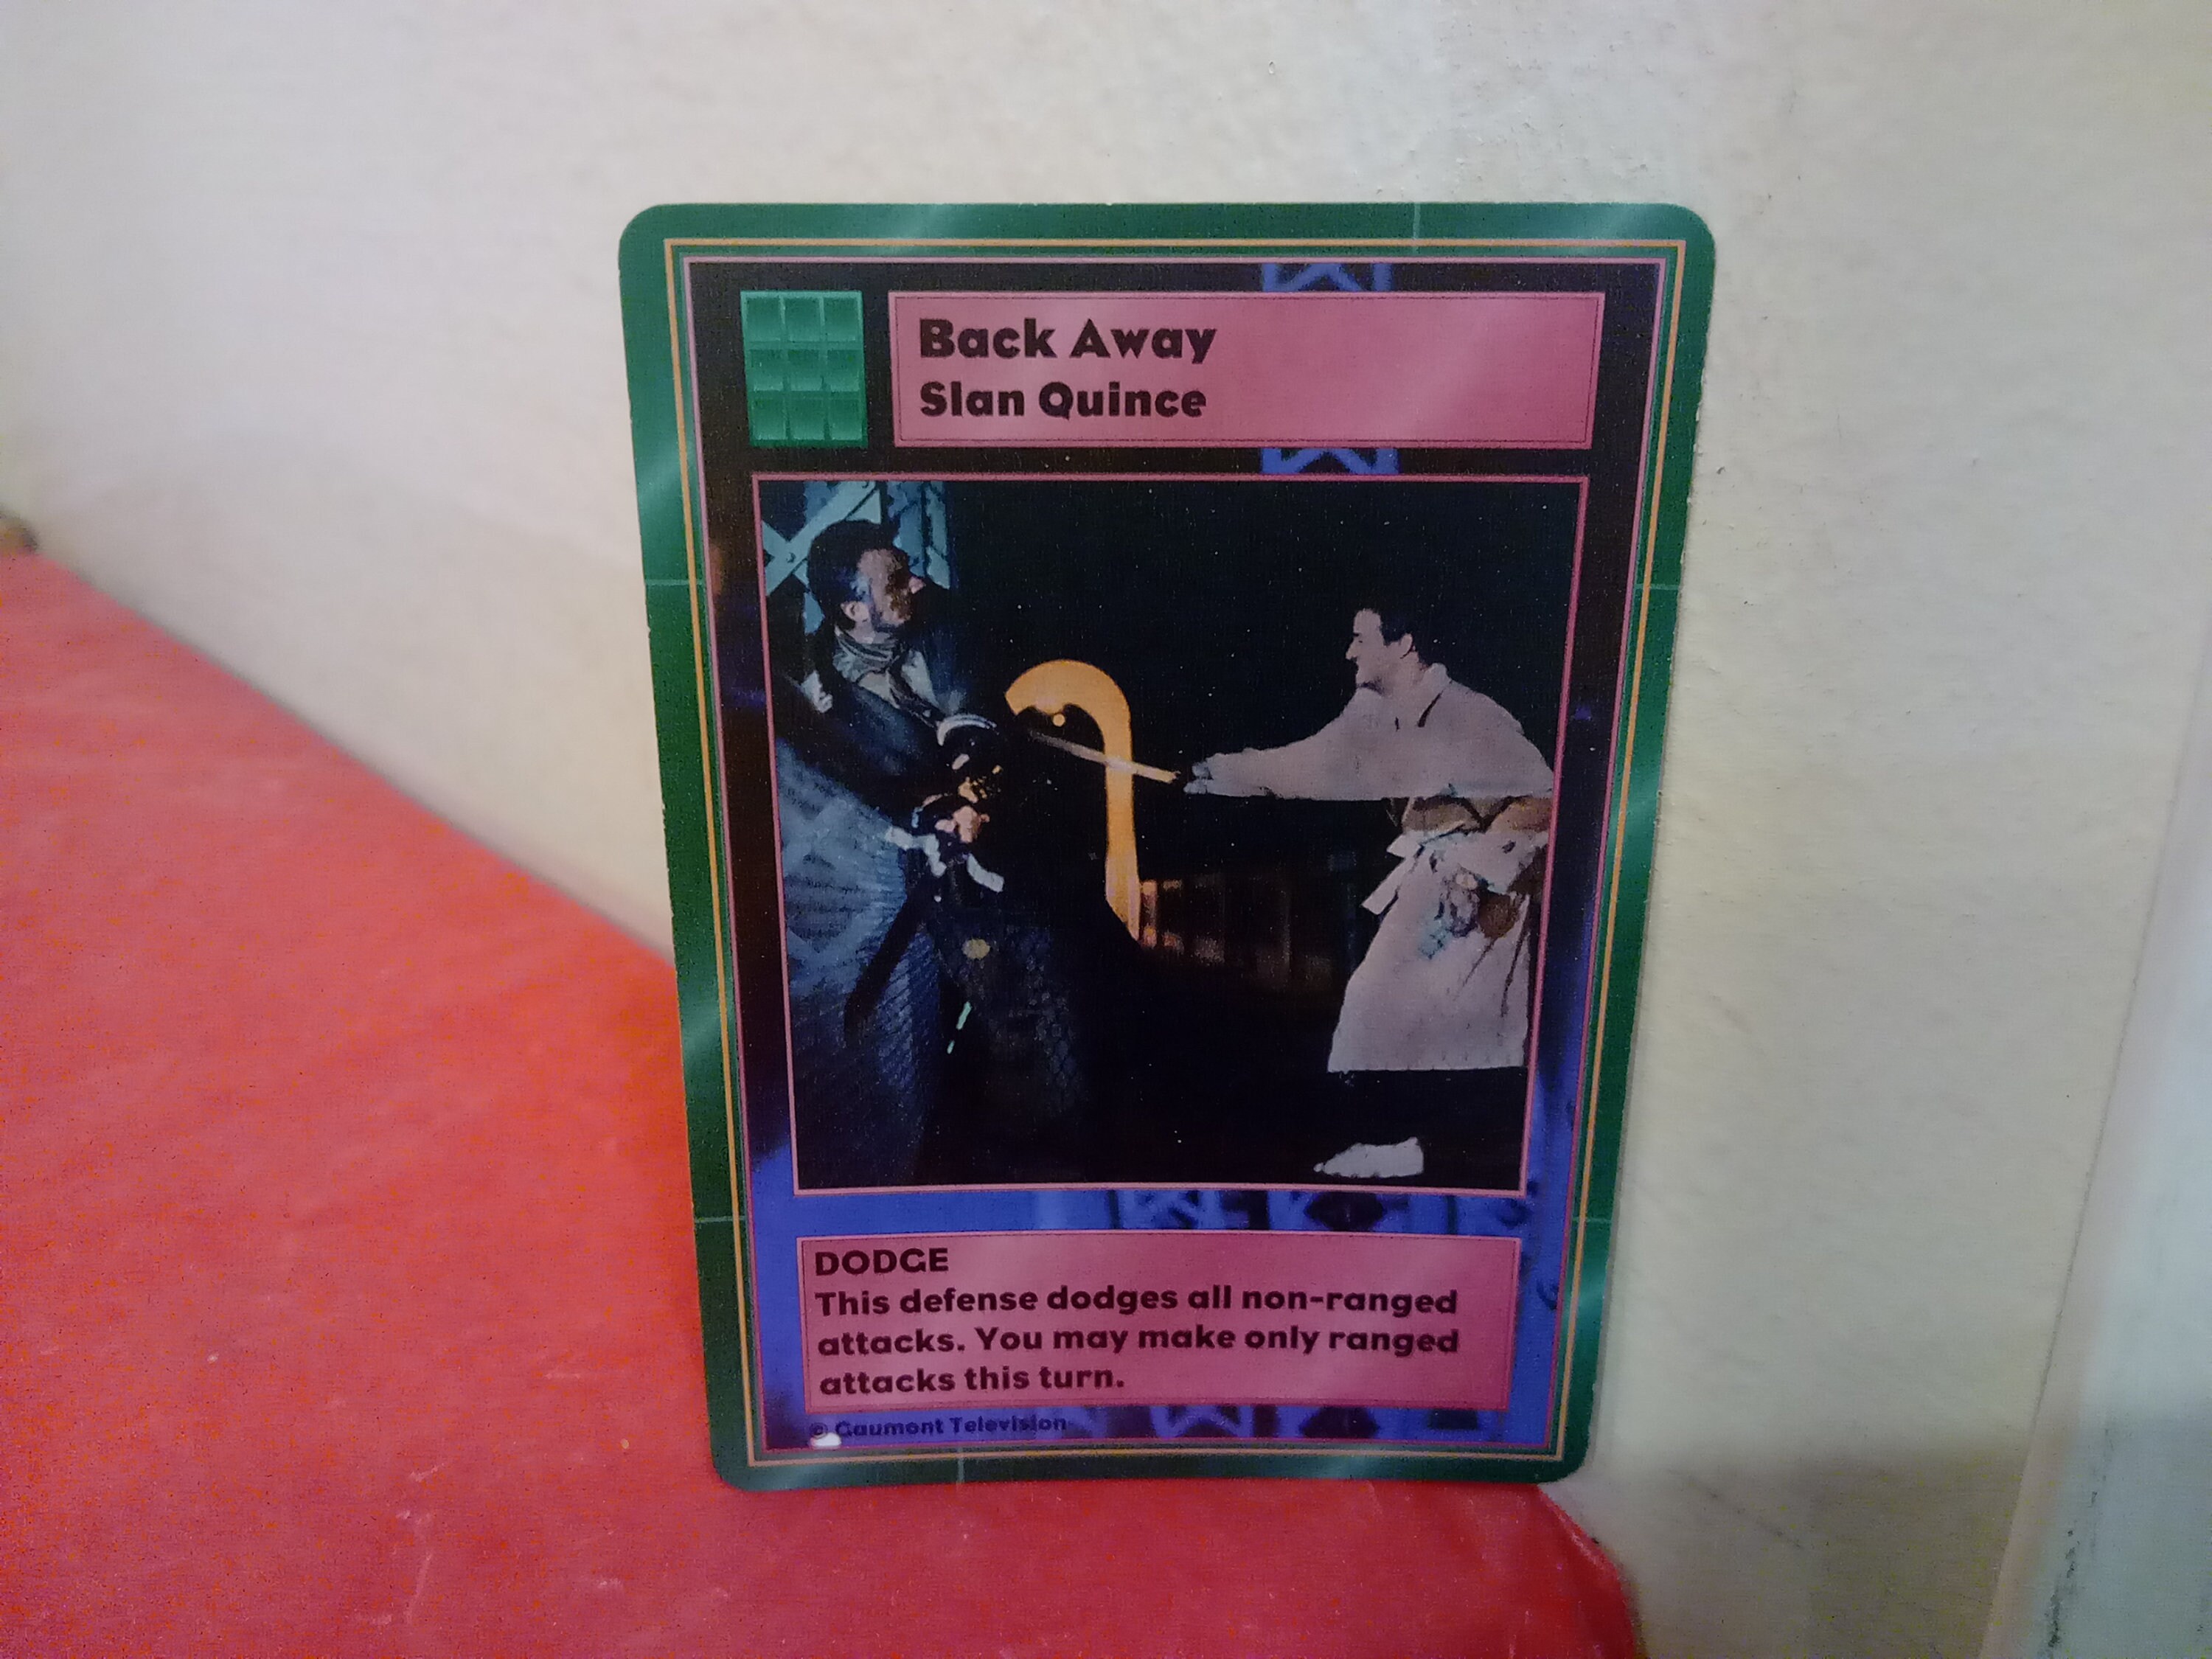 Back Away
Slan Quince
DODGE
This defense dodges all non-ranged
attacks. You may make only ranged
attacks this turn.
© Gaumont Television